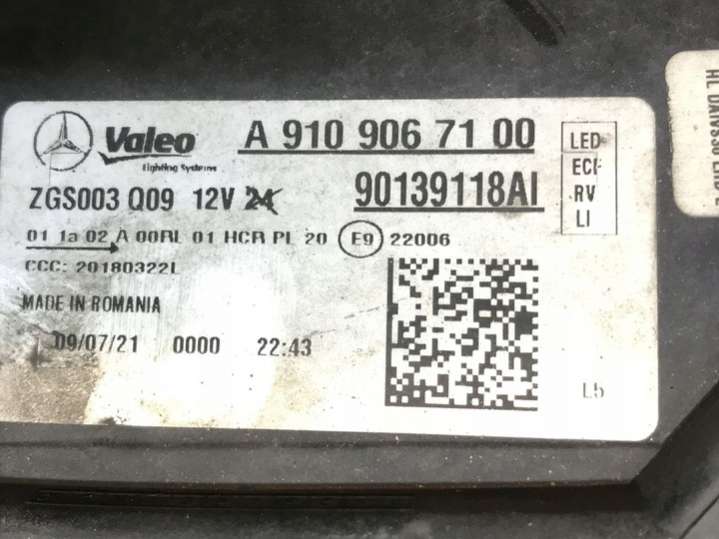 Valeo
Lighting Systems
A 910 906 71 00
ZGS003 Q09 12V 24
90139118AI
LED
ECE
RV
LI
01 1a 02 A 00RL 01 HCR PL 20 E9 22006
CCC: 20180322L
MADE IN ROMANIA
09/07/21 0000 22:43
L5
HL